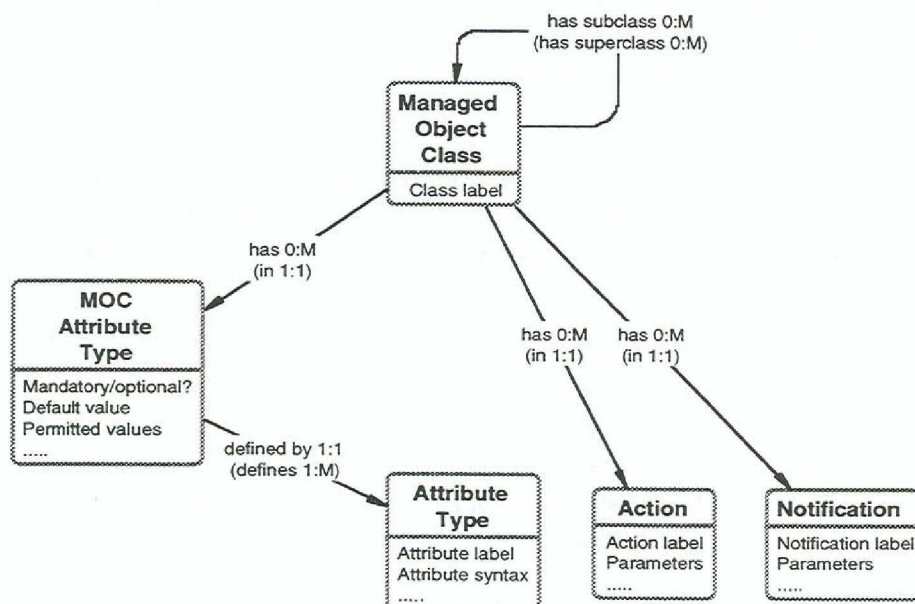 has subclass 0:M
(has superclass 0:M)
Managed
Object
Class
Class label
has 0:M
(in 1:1)
MOC
Attribute
Type
Mandatory/optional?
Default value
Permitted values
.....
has 0:M
(in 1:1)
has 0:M
(in 1:1)
defined by 1:1
(defines 1:M)
Attribute
Type
Attribute label
Attribute syntax
.....
Action
Action label
Parameters
.....
Notification
Notification label
Parameters
.....